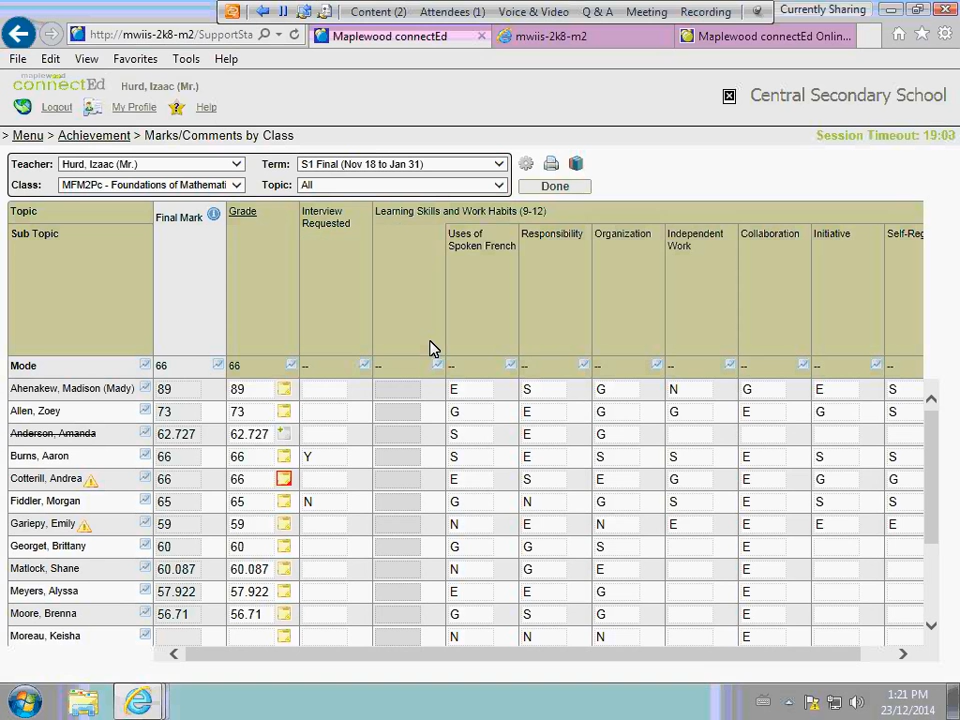 Content (2) Attendees (1) Voice & Video Q & A Meeting Recording Currently Sharing
http://mwiis-2k8-m2/SupportSta Maplewood connectEd mwiis-2k8-m2 Maplewood connectEd Onlin...
File Edit View Favorites Tools Help
maplewood
connectEd Hurd, Izaac (Mr.)
Central Secondary School
Logout My Profile Help
> Menu > Achievement > Marks/Comments by Class Session Timeout: 19:03
Teacher: Hurd, Izaac (Mr.) Term: S1 Final (Nov 18 to Jan 31)
Class: MFM2Pc - Foundations of Mathemati Topic: All Done
Topic Final Mark Grade Interview Requested Learning Skills and Work Habits (9-12)
Sub Topic Uses of Spoken French Responsibility Organization Independent Work Collaboration Initiative Self-Reg
Mode 66 66 -- -- -- -- -- -- -- -- --
Ahenakew, Madison (Mady) 89 89 E S G N G E S
Allen, Zoey 73 73 G E G G E G S
Anderson, Amanda 62.727 62.727 S E G
Burns, Aaron 66 66 Y S E S S E S S
Cotterill, Andrea 66 66 E S E G E G G
Fiddler, Morgan 65 65 N G N G S E S S
Gariepy, Emily 59 59 N E N E E E E
Georget, Brittany 60 60 G G S E
Matlock, Shane 60.087 60.087 N G E E
Meyers, Alyssa 57.922 57.922 E E G E
Moore, Brenna 56.71 56.71 G S G E
Moreau, Keisha N N N E
1:21 PM
23/12/2014